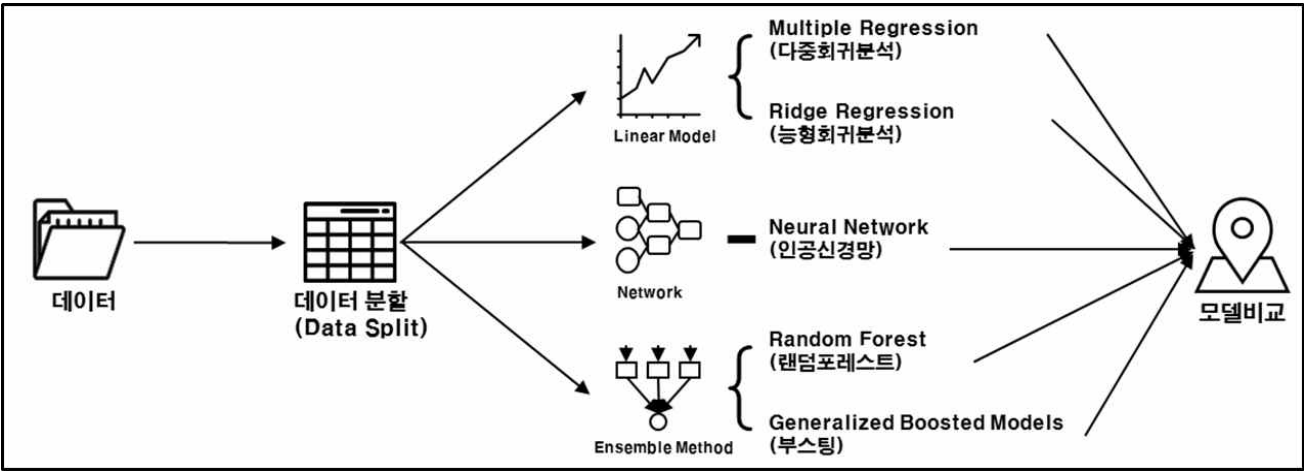 데이터
데이터 분할
(Data Split)
Linear Model
Multiple Regression
(다중회귀분석)
Ridge Regression
(능형회귀분석)
Network
Neural Network
(인공신경망)
Ensemble Method
Random Forest
(랜덤포레스트)
Generalized Boosted Models
(부스팅)
모델비교